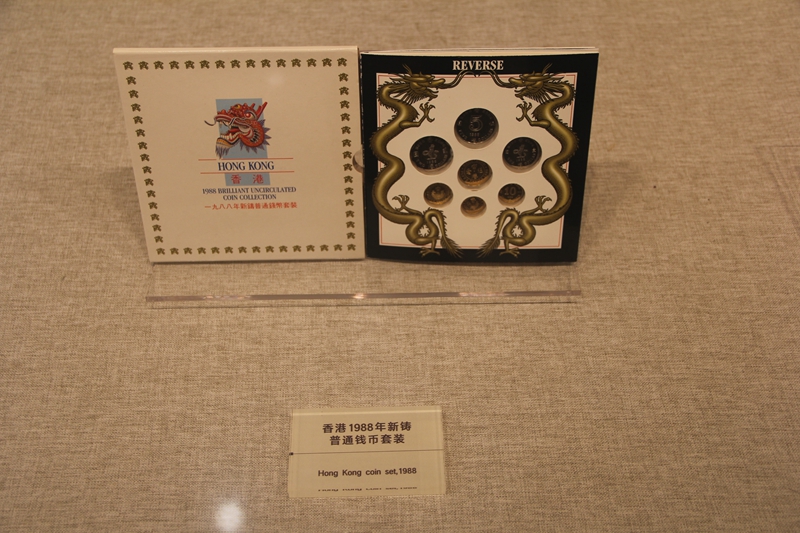 HONG KONG
香港
1988 BRILLIANT UNCIRCULATED
COIN COLLECTION
一九八八年新鑄普通錢幣套裝
REVERSE
香港1988年新铸
普通钱币套装
Hong Kong coin set,1988